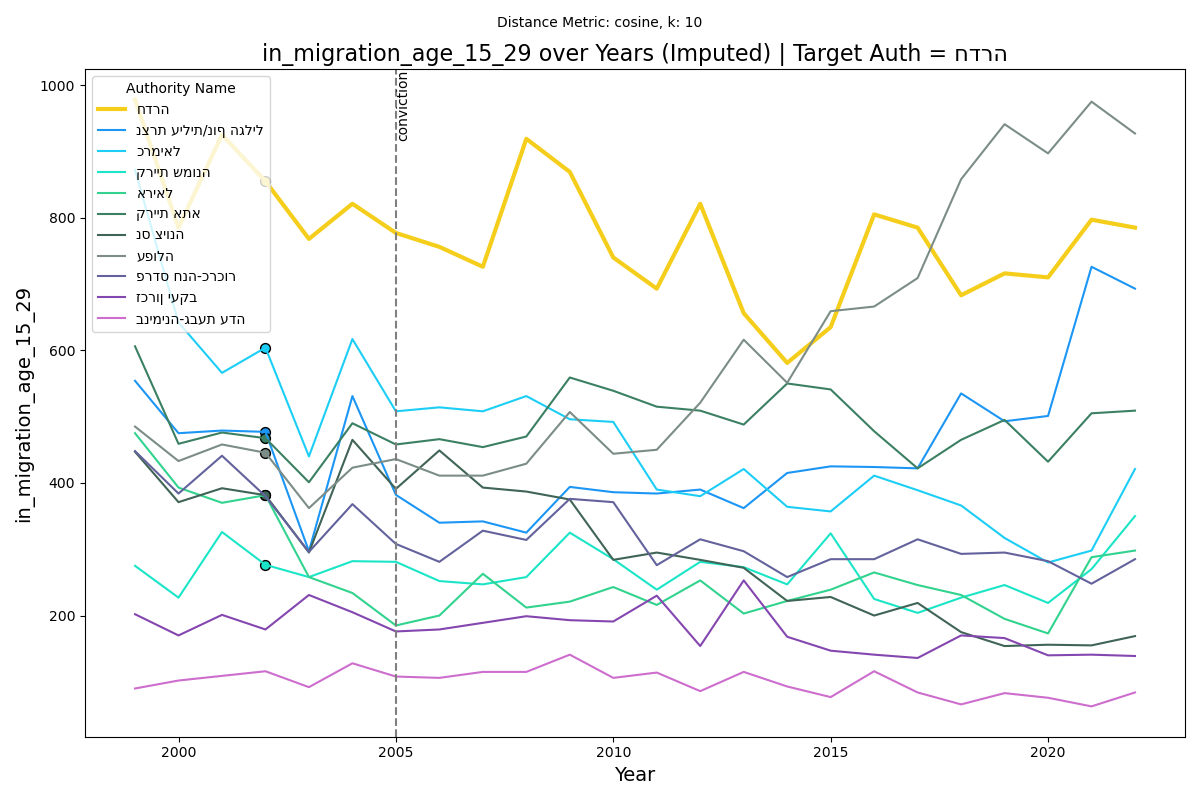 Distance Metric: cosine, k: 10
in_migration_age_15_29 over Years (Imputed) | Target Auth = חדרה
Authority Name
חדרה
נצרת עילית/נוף הגליל
כרמיאל
קריית שמונה
אריאל
קריית אתא
נס ציונה
עפולה
פרדס חנה-כרכור
זכרון יעקב
בנימינה-גבעת עדה
conviction
in_migration_age_15_29
1000
800
600
400
200
2000
2005
2010
2015
2020
Year